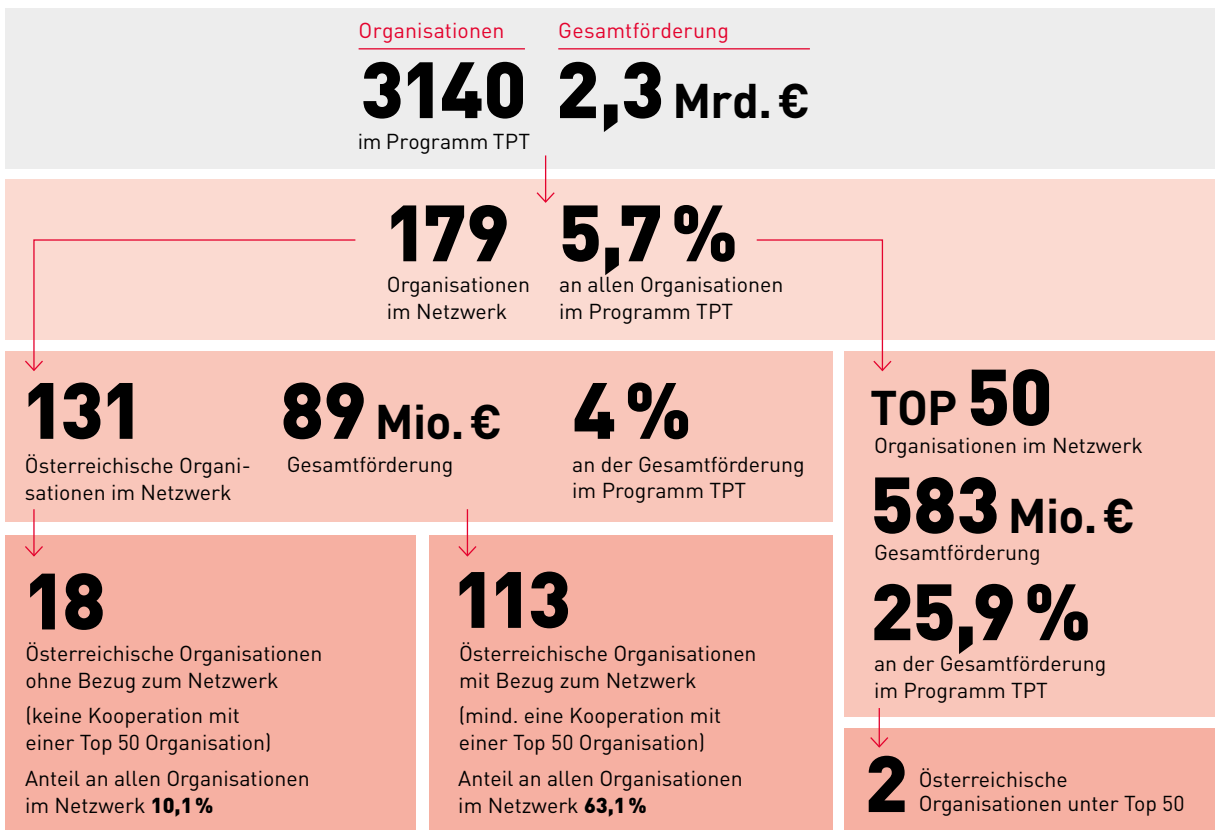 Organisationen
3140
im Programm TPT
Gesamtförderung
2,3 Mrd. €
179
Organisationen
im Netzwerk
5,7 %
an allen Organisationen
im Programm TPT
131
Österreichische Organi-
sationen im Netzwerk
89 Mio. €
Gesamtförderung
4 %
an der Gesamtförderung
im Programm TPT
18
Österreichische Organisationen
ohne Bezug zum Netzwerk
(keine Kooperation mit
einer Top 50 Organisation)
Anteil an allen Organisationen
im Netzwerk 10,1 %
113
Österreichische Organisationen
mit Bezug zum Netzwerk
(mind. eine Kooperation mit
einer Top 50 Organisation)
Anteil an allen Organisationen
im Netzwerk 63,1 %
TOP 50
Organisationen im Netzwerk
583 Mio. €
Gesamtförderung
25,9 %
an der Gesamtförderung
im Programm TPT
2 Österreichische
Organisationen unter Top 50